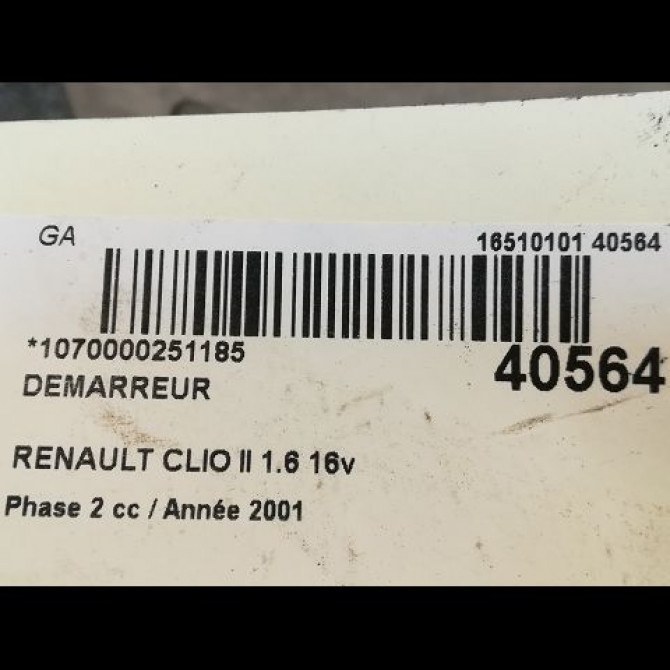 GA
16510101 40564
*1070000251185
40564
DEMARREUR
RENAULT CLIO II 1.6 16v
Phase 2 cc / Année 2001